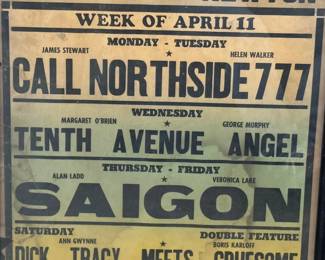 WEEK OF APRIL 11
MONDAY - TUESDAY
JAMES STEWART ★ HELEN WALKER
CALL NORTHSIDE 777
WEDNESDAY
MARGARET O'BRIEN ★ GEORGE MURPHY
TENTH AVENUE ANGEL
THURSDAY - FRIDAY
ALAN LADD ★ VERONICA LAKE
SAIGON
SATURDAY DOUBLE FEATURE
ANN GWYNNE ★ BORIS KARLOFF
DICK TRACY MEETS GRUESOME